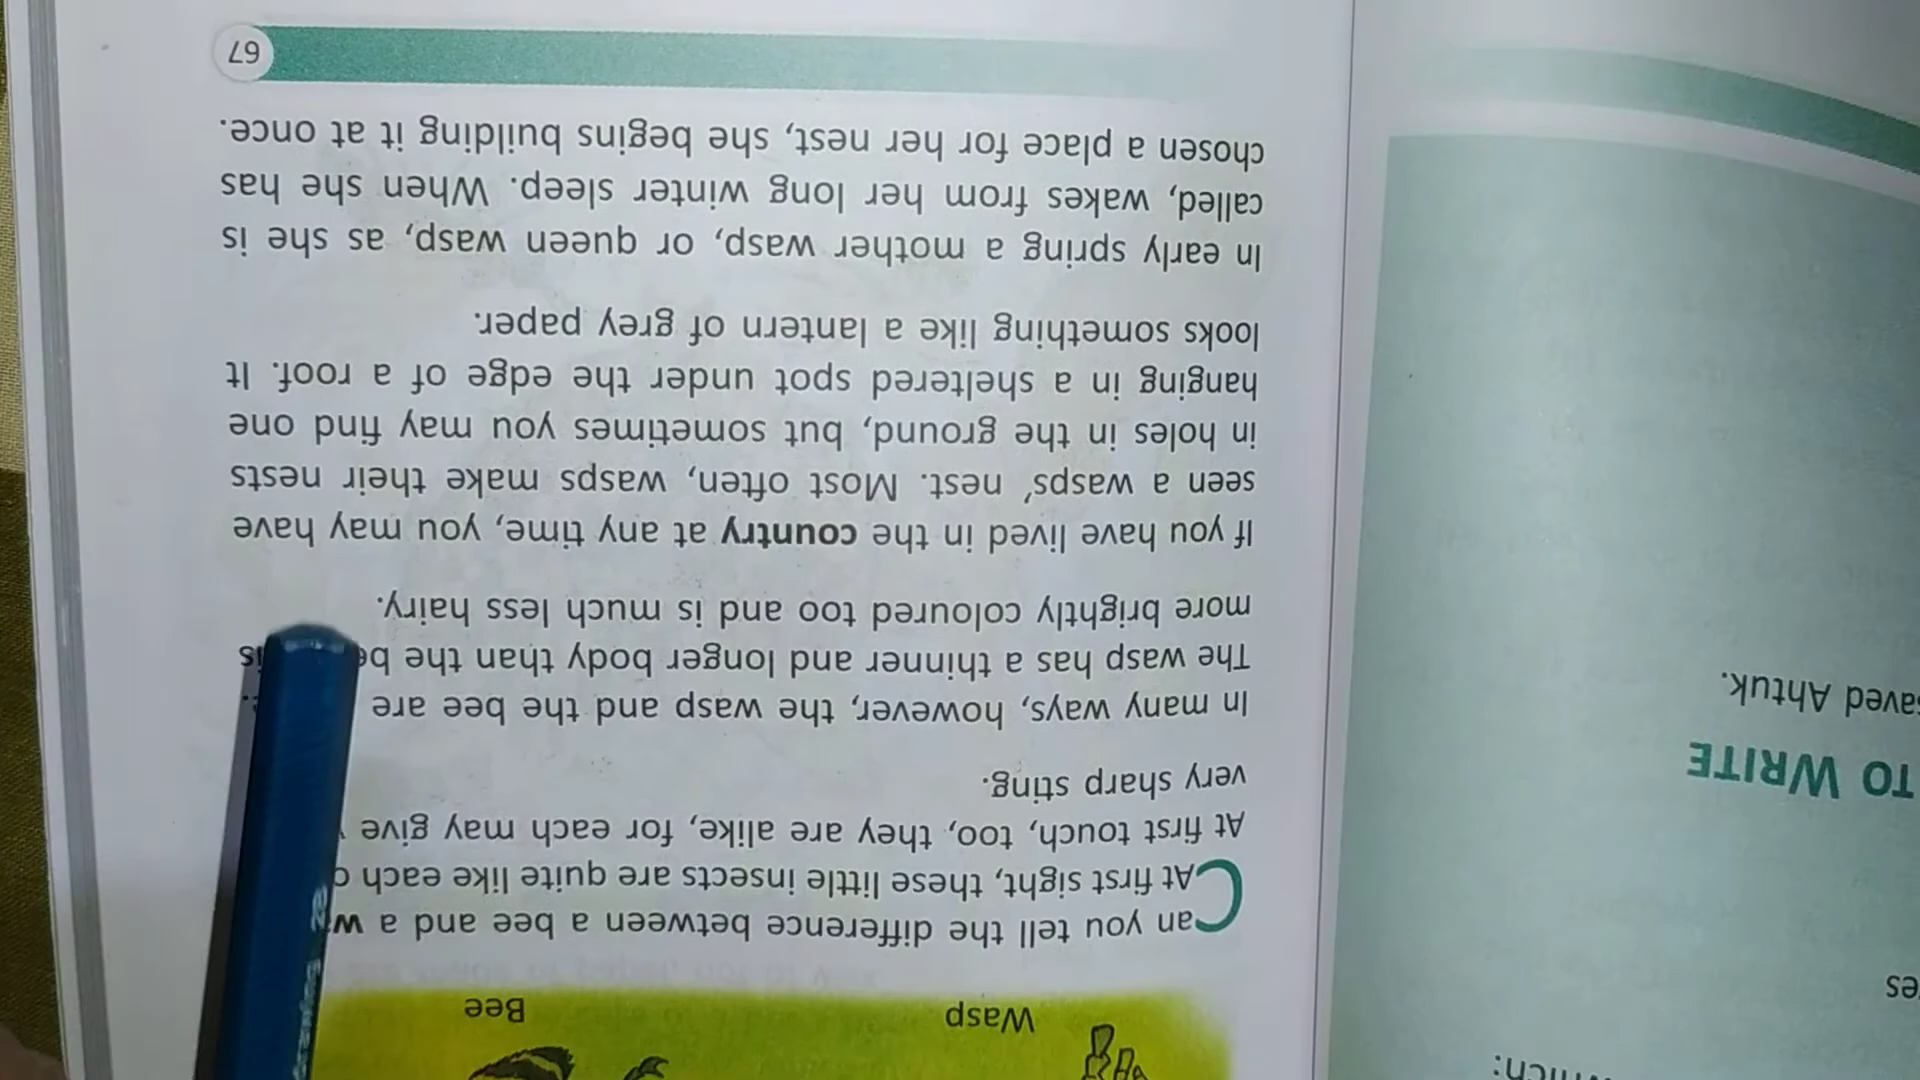 Wasp
Bee
Can you tell the difference between a bee and a
At first sight, these little insects are quite like each
At first touch, too, they are alike, for each may give
very sharp sting.
In many ways, however, the wasp and the bee are
The wasp has a thinner and longer body than the
more brightly coloured too and is much less hairy.
If you have lived in the country at any time, you may have
seen a wasps’ nest. Most often, wasps make their nests
in holes in the ground, but sometimes you may find one
hanging in a sheltered spot under the edge of a roof. It
looks something like a lantern of grey paper.
In early spring a mother wasp, or queen wasp, as she is
called, wakes from her long winter sleep. When she has
chosen a place for her nest, she begins building it at once.
67
TO WRITE
Ahtuk.